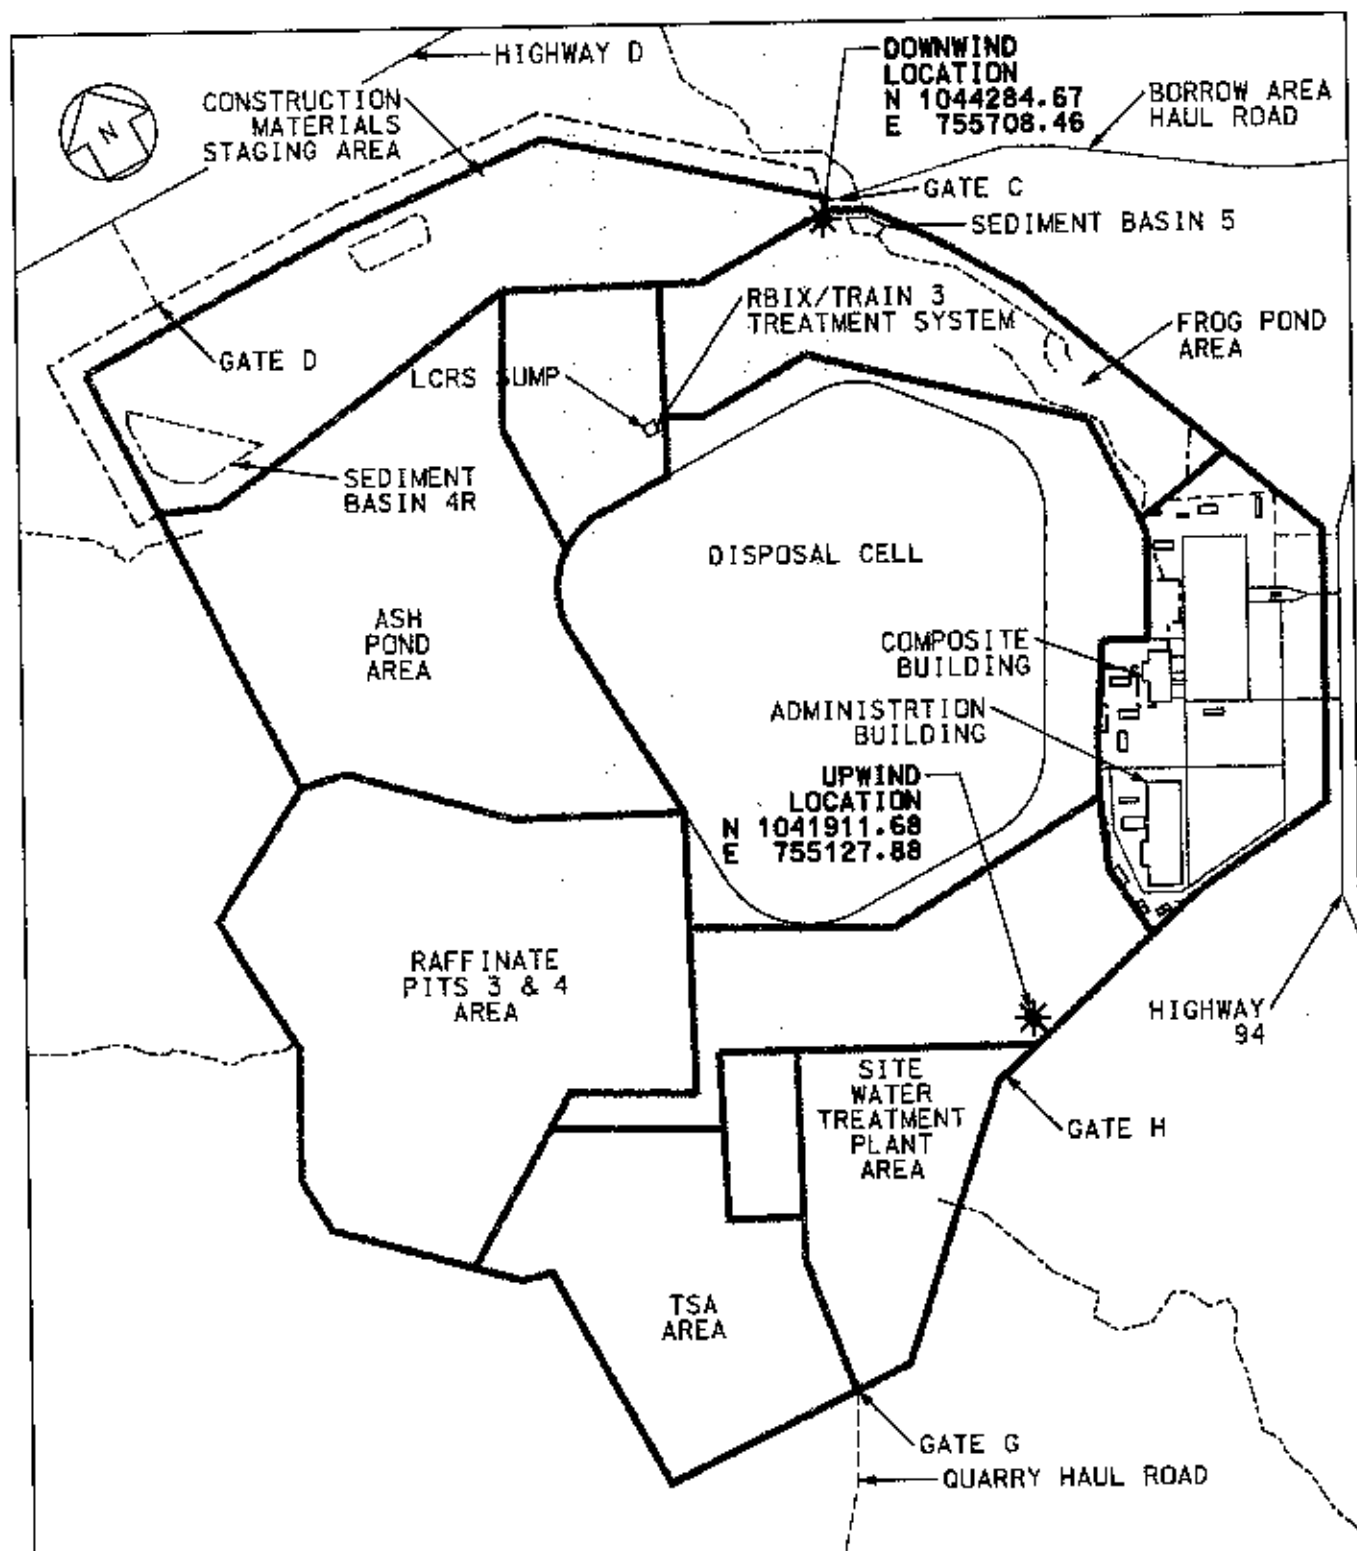 HIGHWAY D
DOWNWIND
LOCATION
N 1044284.67
E 755708.46
BORROW AREA
HAUL ROAD
CONSTRUCTION
MATERIALS
STAGING AREA
N
GATE C
SEDIMENT BASIN 5
RBIX/TRAIN 3
TREATMENT SYSTEM
FROG POND
AREA
GATE D
LCRS SUMP
SEDIMENT
BASIN 4R
DISPOSAL CELL
ASH
POND
AREA
COMPOSITE
BUILDING
ADMINISTRTION
BUILDING
UPWIND
LOCATION
N 1041911.68
E 755127.88
RAFFINATE
PITS 3 & 4
AREA
HIGHWAY
94
SITE
WATER
TREATMENT
PLANT
AREA
GATE H
TSA
AREA
GATE G
QUARRY HAUL ROAD